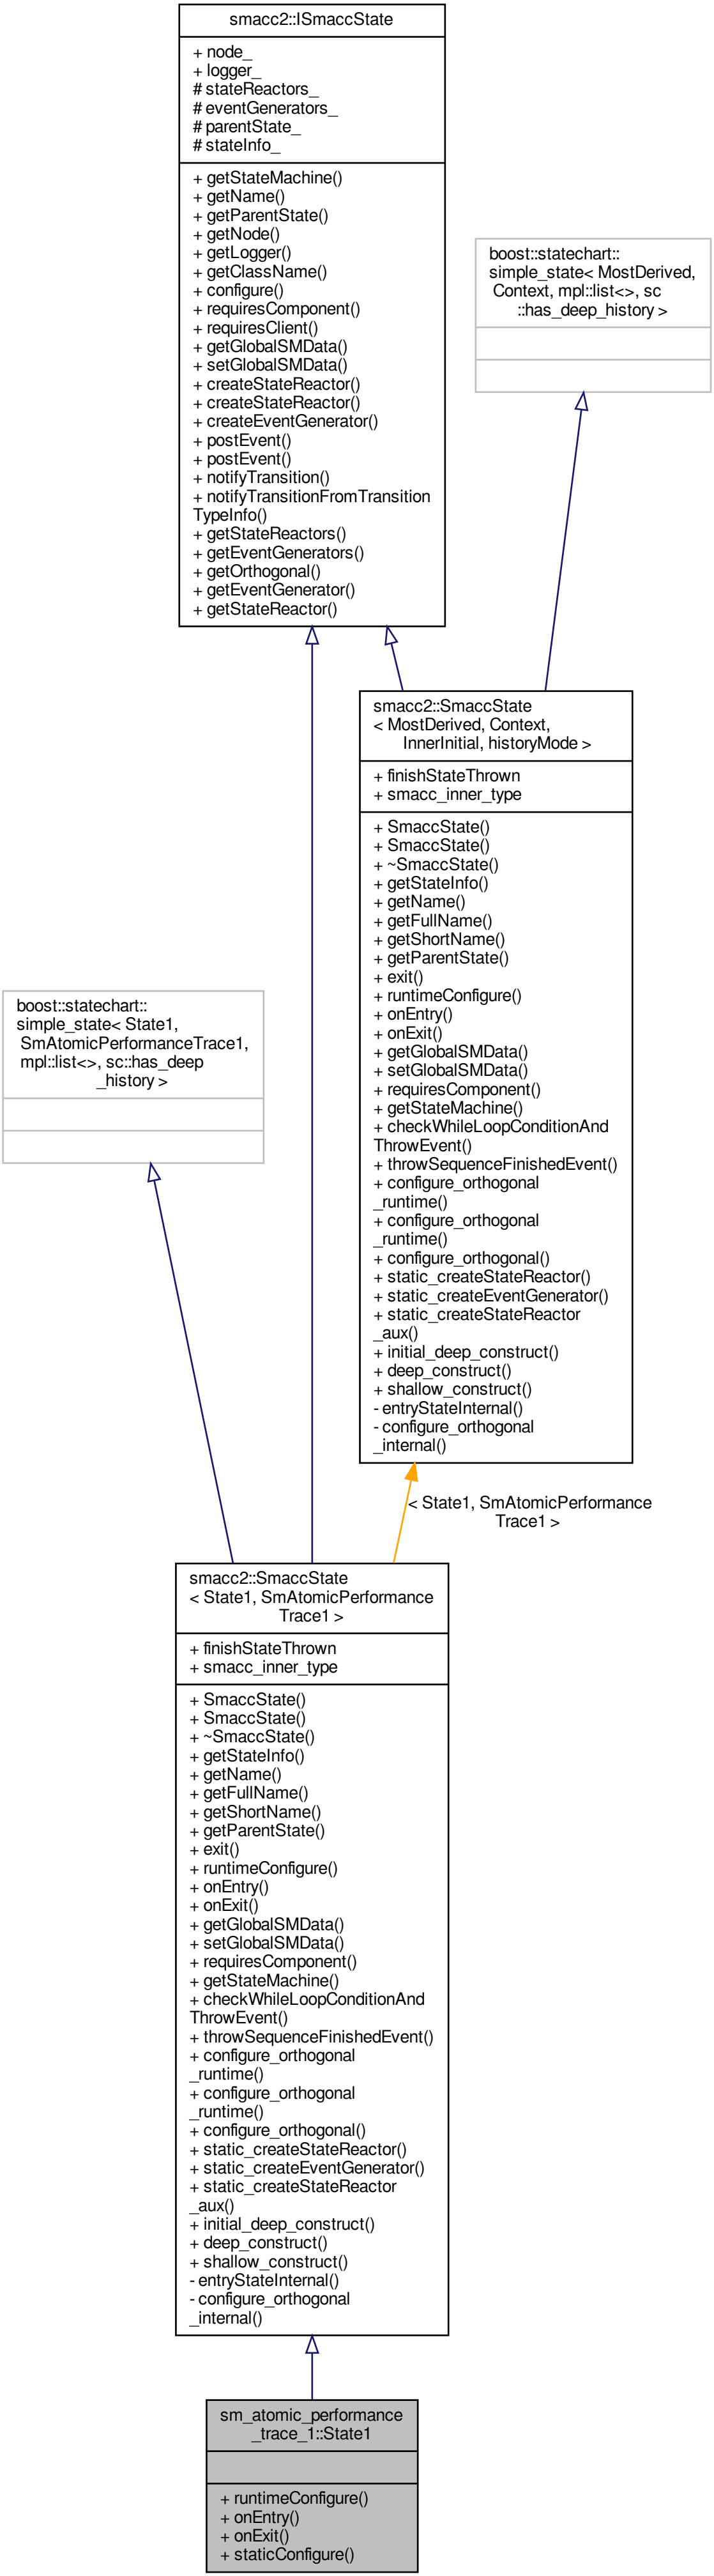 smacc2::ISmaccState
+ node_
+ logger_
# stateReactors_
# eventGenerators_
# parentState_
# stateInfo_
+ getStateMachine()
+ getName()
+ getParentState()
+ getNode()
+ getLogger()
+ getClassName()
+ configure()
+ requiresComponent()
+ requiresClient()
+ getGlobalSMData()
+ setGlobalSMData()
+ createStateReactor()
+ createStateReactor()
+ createEventGenerator()
+ postEvent()
+ postEvent()
+ notifyTransition()
+ notifyTransitionFromTransition
TypeInfo()
+ getStateReactors()
+ getEventGenerators()
+ getOrthogonal()
+ getEventGenerator()
+ getStateReactor()
boost::statechart::
simple_state< MostDerived,
Context, mpl::list<>, sc
::has_deep_history >
smacc2::SmaccState
< MostDerived, Context,
InnerInitial, historyMode >
+ finishStateThrown
+ smacc_inner_type
+ SmaccState()
+ SmaccState()
+ ~SmaccState()
+ getStateInfo()
+ getName()
+ getFullName()
+ getShortName()
+ getParentState()
+ exit()
+ runtimeConfigure()
+ onEntry()
+ onExit()
+ getGlobalSMData()
+ setGlobalSMData()
+ requiresComponent()
+ getStateMachine()
+ checkWhileLoopConditionAnd
ThrowEvent()
+ throwSequenceFinishedEvent()
+ configure_orthogonal
_runtime()
+ configure_orthogonal
_runtime()
+ configure_orthogonal()
+ static_createStateReactor()
+ static_createEventGenerator()
+ static_createStateReactor
_aux()
+ initial_deep_construct()
+ deep_construct()
+ shallow_construct()
- entryStateInternal()
- configure_orthogonal
_internal()
boost::statechart::
simple_state< State1,
SmAtomicPerformanceTrace1,
mpl::list<>, sc::has_deep
_history >
< State1, SmAtomicPerformance
Trace1 >
smacc2::SmaccState
< State1, SmAtomicPerformance
Trace1 >
+ finishStateThrown
+ smacc_inner_type
+ SmaccState()
+ SmaccState()
+ ~SmaccState()
+ getStateInfo()
+ getName()
+ getFullName()
+ getShortName()
+ getParentState()
+ exit()
+ runtimeConfigure()
+ onEntry()
+ onExit()
+ getGlobalSMData()
+ setGlobalSMData()
+ requiresComponent()
+ getStateMachine()
+ checkWhileLoopConditionAnd
ThrowEvent()
+ throwSequenceFinishedEvent()
+ configure_orthogonal
_runtime()
+ configure_orthogonal
_runtime()
+ configure_orthogonal()
+ static_createStateReactor()
+ static_createEventGenerator()
+ static_createStateReactor
_aux()
+ initial_deep_construct()
+ deep_construct()
+ shallow_construct()
- entryStateInternal()
- configure_orthogonal
_internal()
sm_atomic_performance
_trace_1::State1
+ runtimeConfigure()
+ onEntry()
+ onExit()
+ staticConfigure()